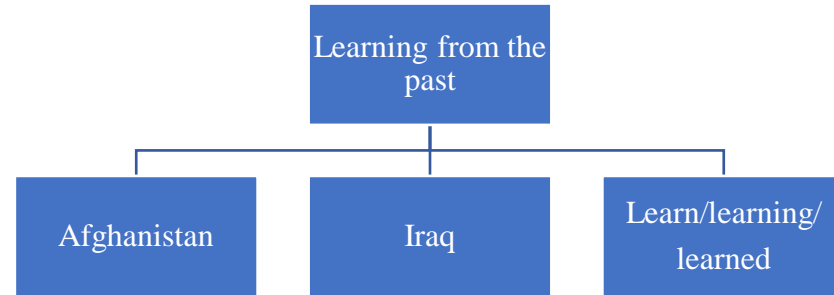 Learning from the
past
Afghanistan
Iraq
Learn/learning/
learned